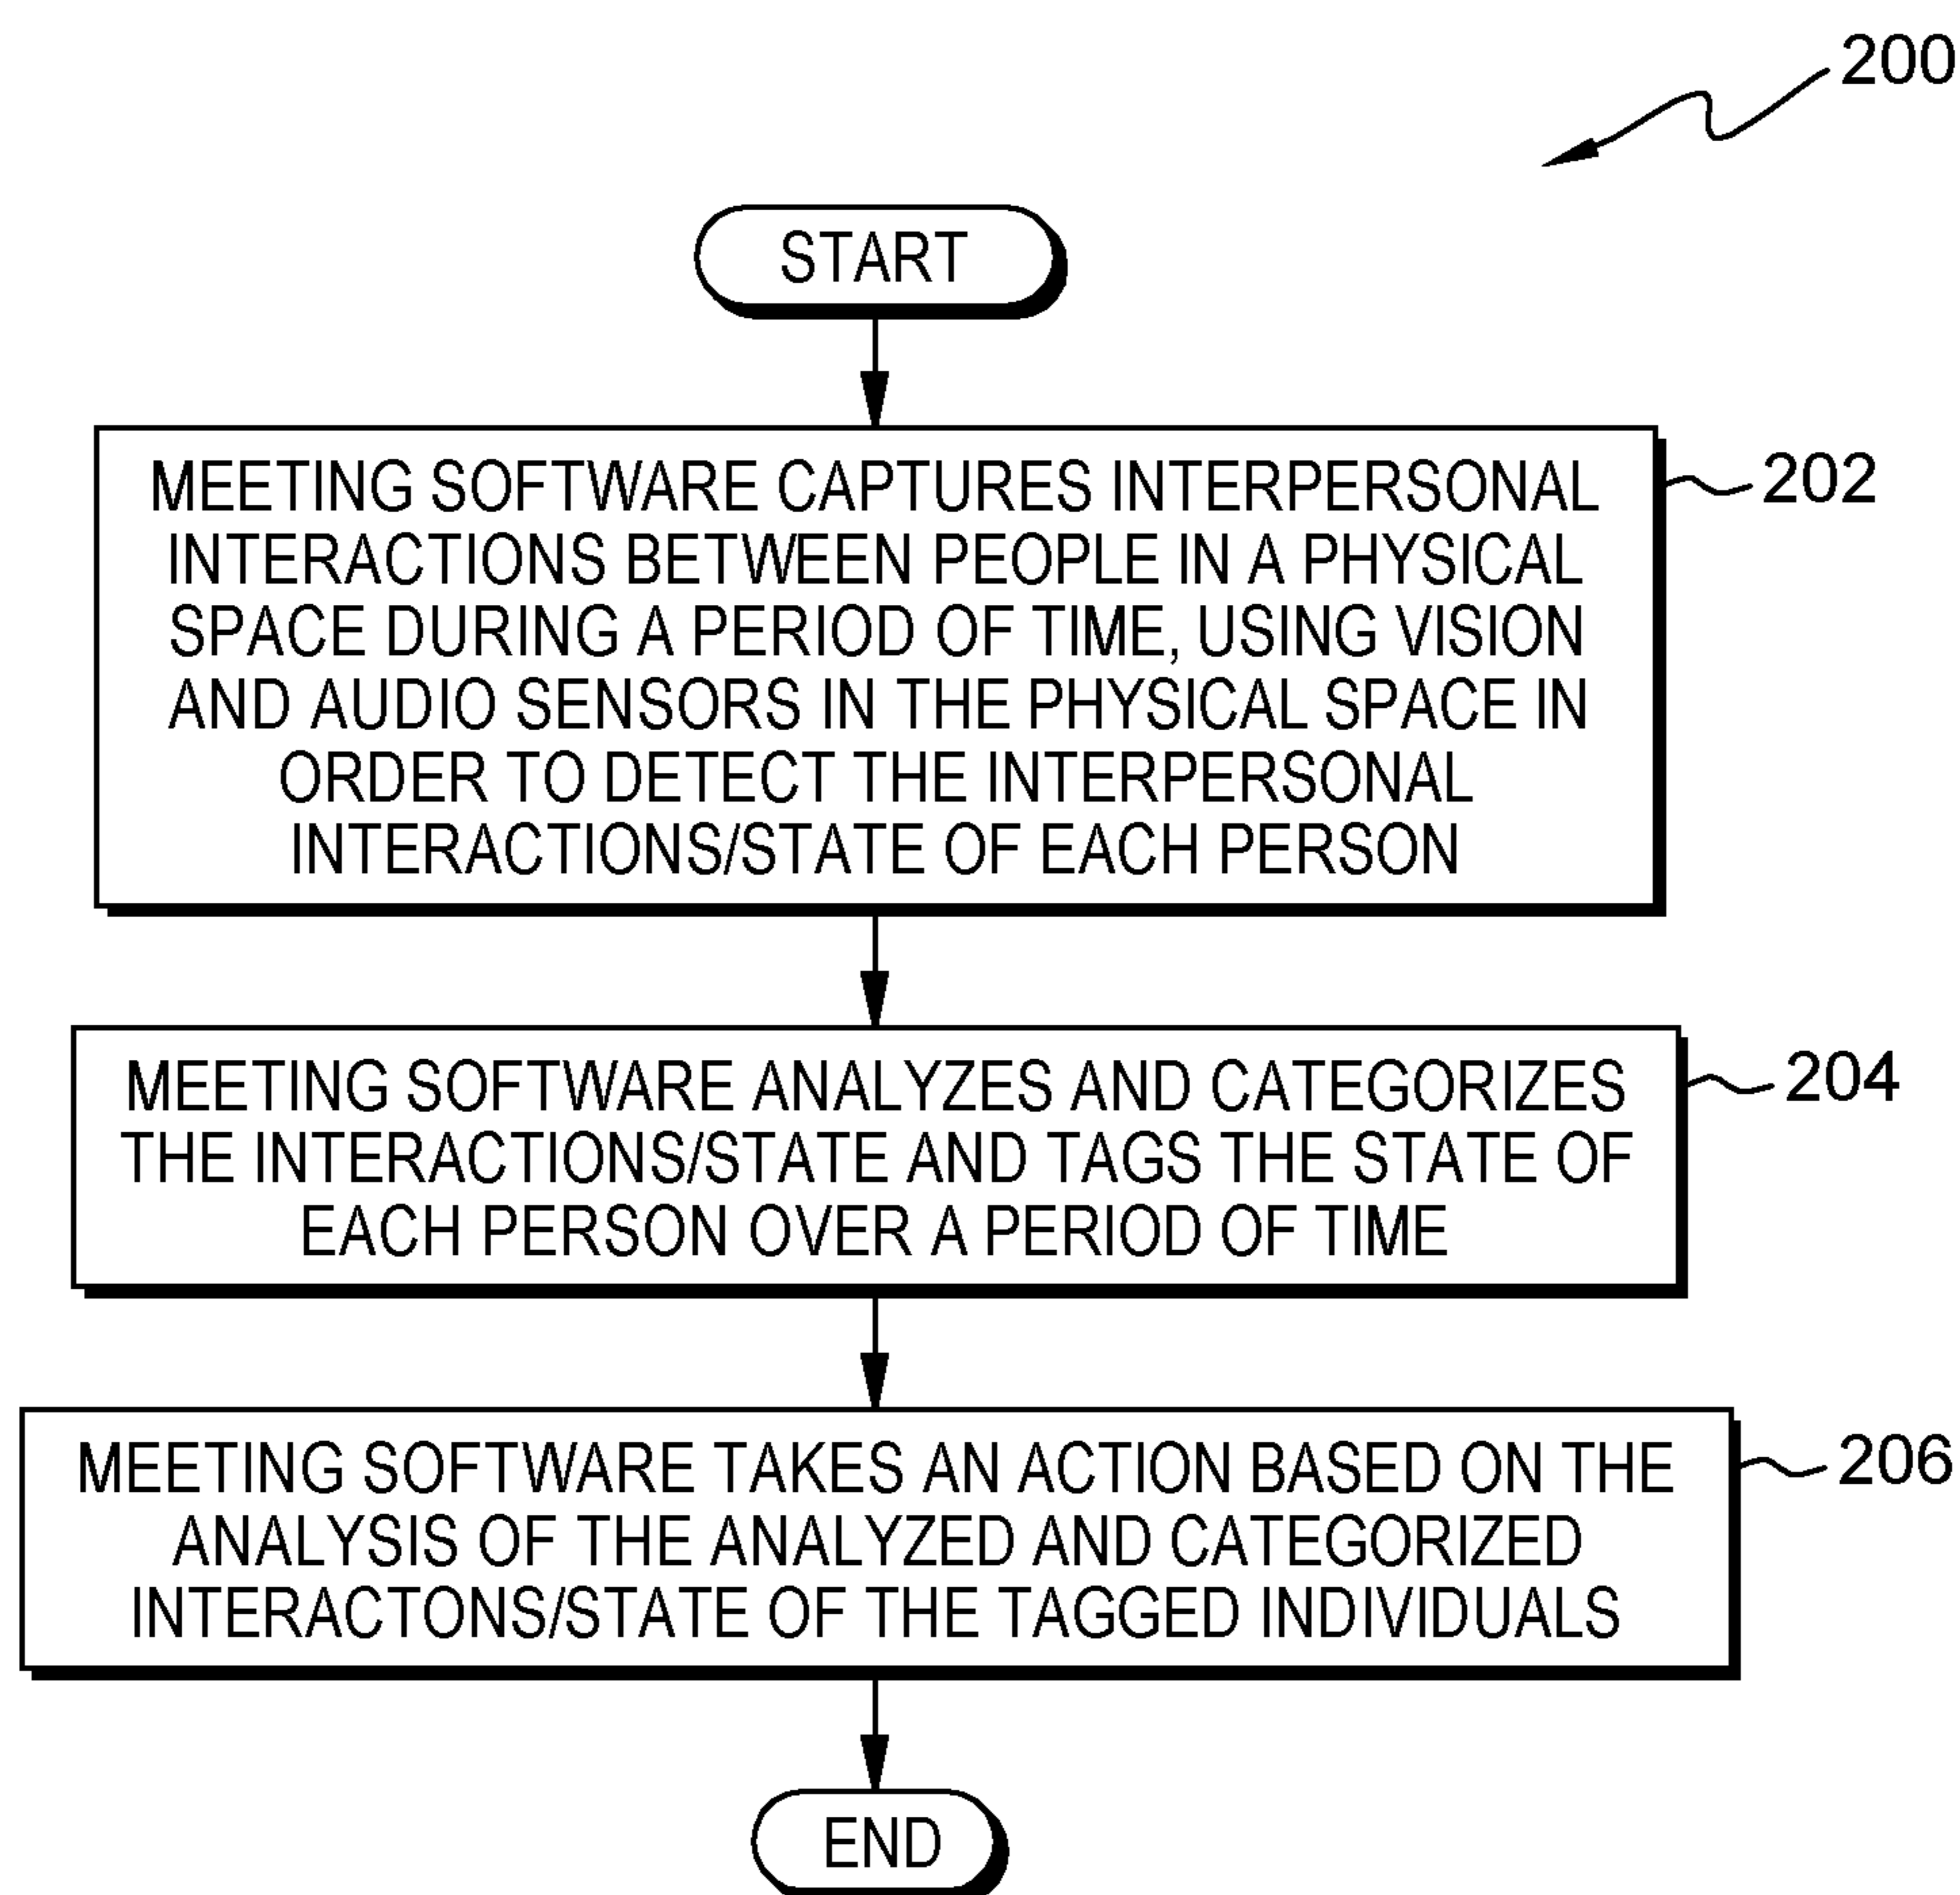 200
START
MEETING SOFTWARE CAPTURES INTERPERSONAL
INTERACTIONS BETWEEN PEOPLE IN A PHYSICAL
SPACE DURING A PERIOD OF TIME, USING VISION
AND AUDIO SENSORS IN THE PHYSICAL SPACE IN
ORDER TO DETECT THE INTERPERSONAL
INTERACTIONS/STATE OF EACH PERSON
202
MEETING SOFTWARE ANALYZES AND CATEGORIZES
THE INTERACTIONS/STATE AND TAGS THE STATE OF
EACH PERSON OVER A PERIOD OF TIME
204
MEETING SOFTWARE TAKES AN ACTION BASED ON THE
ANALYSIS OF THE ANALYZED AND CATEGORIZED
INTERACTONS/STATE OF THE TAGGED INDIVIDUALS
206
END